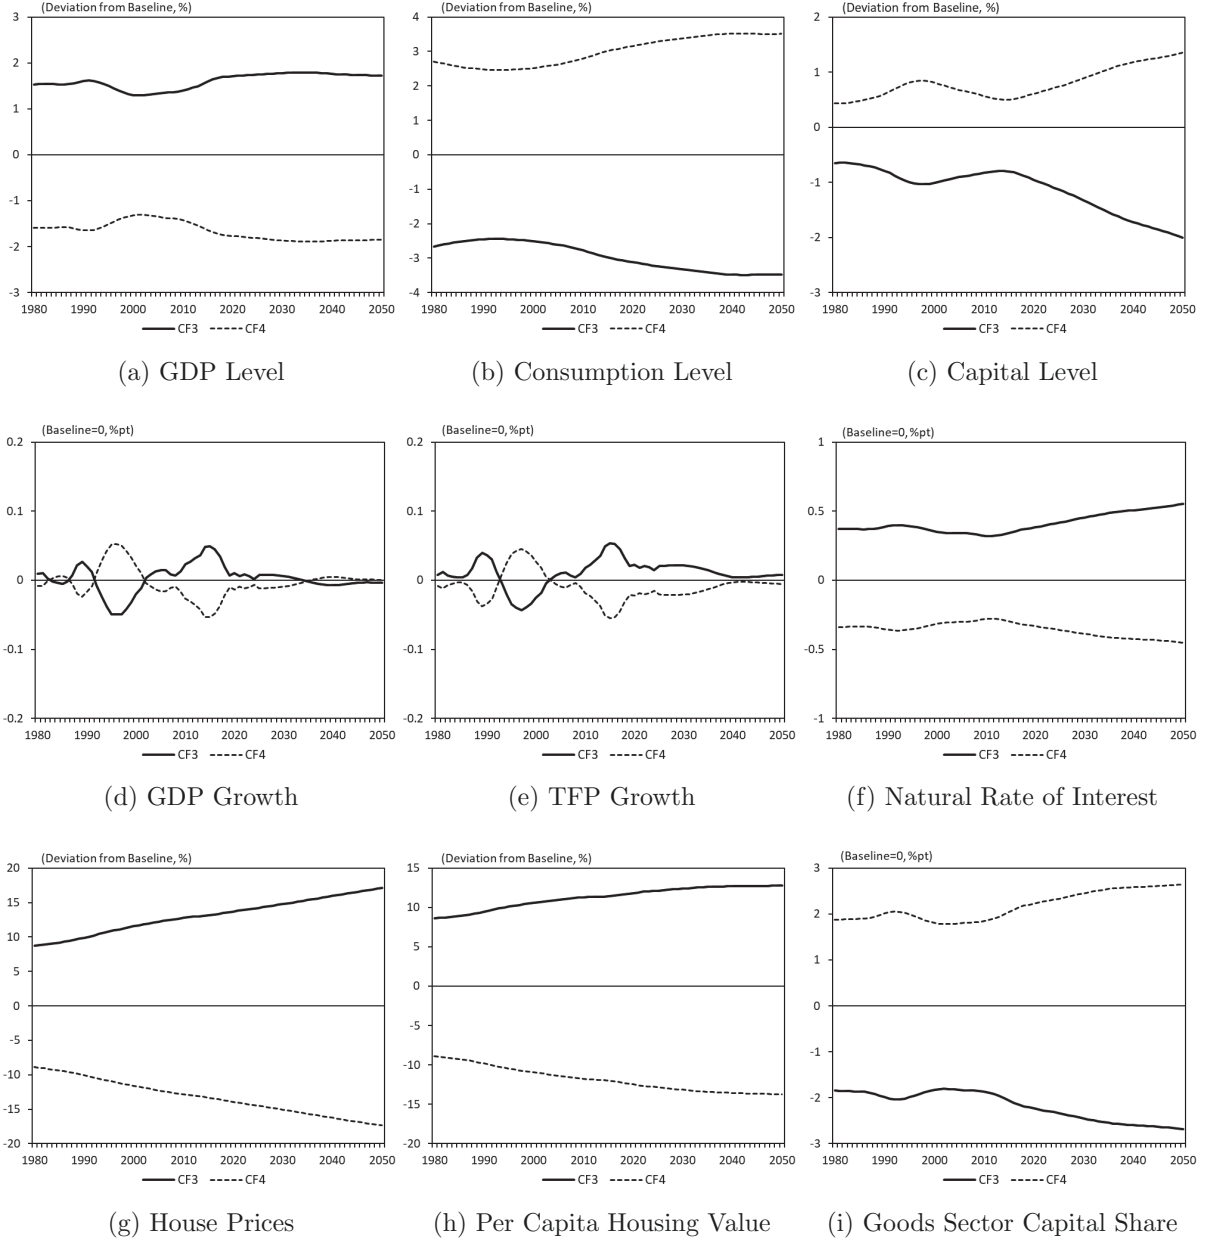 (Deviation from Baseline, %)
3
2
1
0
-1
-2
-3
1980 1990 2000 2010 2020 2030 2040 2050
CF3 CF4
(a) GDP Level
(Deviation from Baseline, %)
4
3
2
1
0
-1
-2
-3
-4
1980 1990 2000 2010 2020 2030 2040 2050
CF3 CF4
(b) Consumption Level
(Deviation from Baseline, %)
2
1
0
-1
-2
-3
1980 1990 2000 2010 2020 2030 2040 2050
CF3 CF4
(c) Capital Level
(Baseline=0, %pt)
0.2
0.1
0
-0.1
-0.2
1980 1990 2000 2010 2020 2030 2040 2050
CF3 CF4
(d) GDP Growth
(Baseline=0, %pt)
0.2
0.1
0
-0.1
-0.2
1980 1990 2000 2010 2020 2030 2040 2050
CF3 CF4
(e) TFP Growth
(Baseline=0, %pt)
1
0.5
0
-0.5
-1
1980 1990 2000 2010 2020 2030 2040 2050
CF3 CF4
(f) Natural Rate of Interest
(Deviation from Baseline, %)
20
15
10
5
0
-5
-10
-15
-20
1980 1990 2000 2010 2020 2030 2040 2050
CF3 CF4
(g) House Prices
(Deviation from Baseline, %)
15
10
5
0
-5
-10
-15
-20
1980 1990 2000 2010 2020 2030 2040 2050
CF3 CF4
(h) Per Capita Housing Value
(Baseline=0, %pt)
3
2
1
0
-1
-2
-3
1980 1990 2000 2010 2020 2030 2040 2050
CF3 CF4
(i) Goods Sector Capital Share